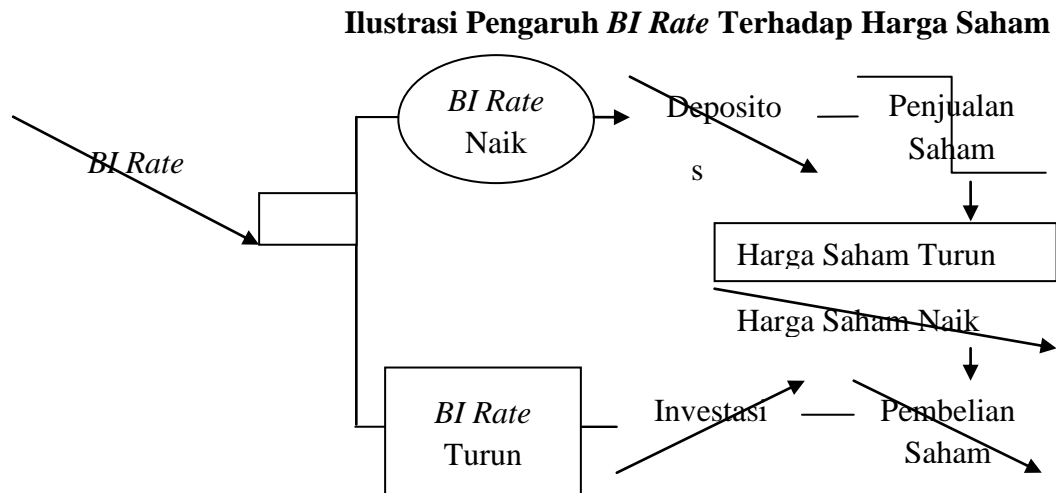 Ilustrasi Pengaruh BI Rate Terhadap Harga Saham
BI Rate
BI Rate
Naik
Deposito
s
Penjualan
Saham
Harga Saham Turun
Harga Saham Naik
BI Rate
Turun
Investasi
Pembelian
Saham